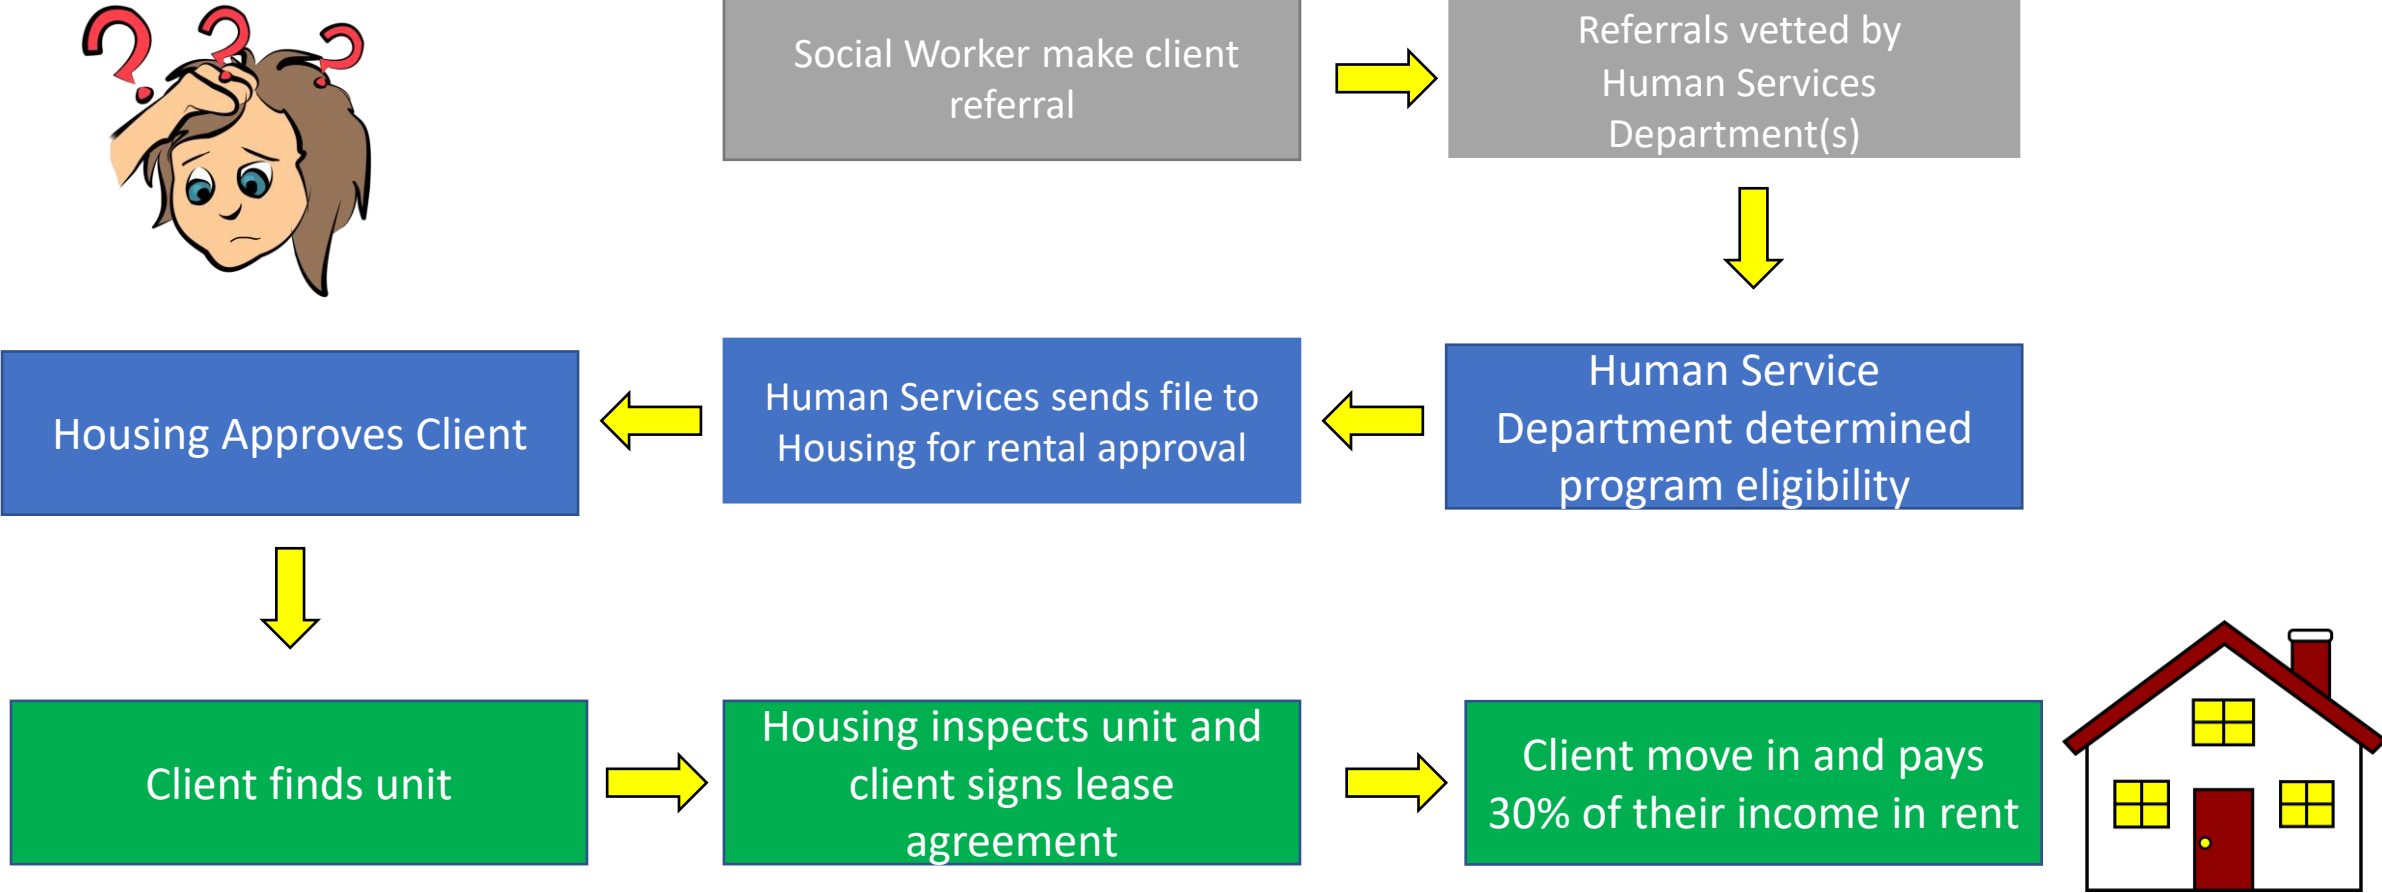 Social Worker make client
referral
Referrals vetted by
Human Services
Department(s)
Human Service
Department determined
program eligibility
Human Services sends file to
Housing for rental approval
Housing Approves Client
Client finds unit
Housing inspects unit and
client signs lease
agreement
Client move in and pays
30% of their income in rent